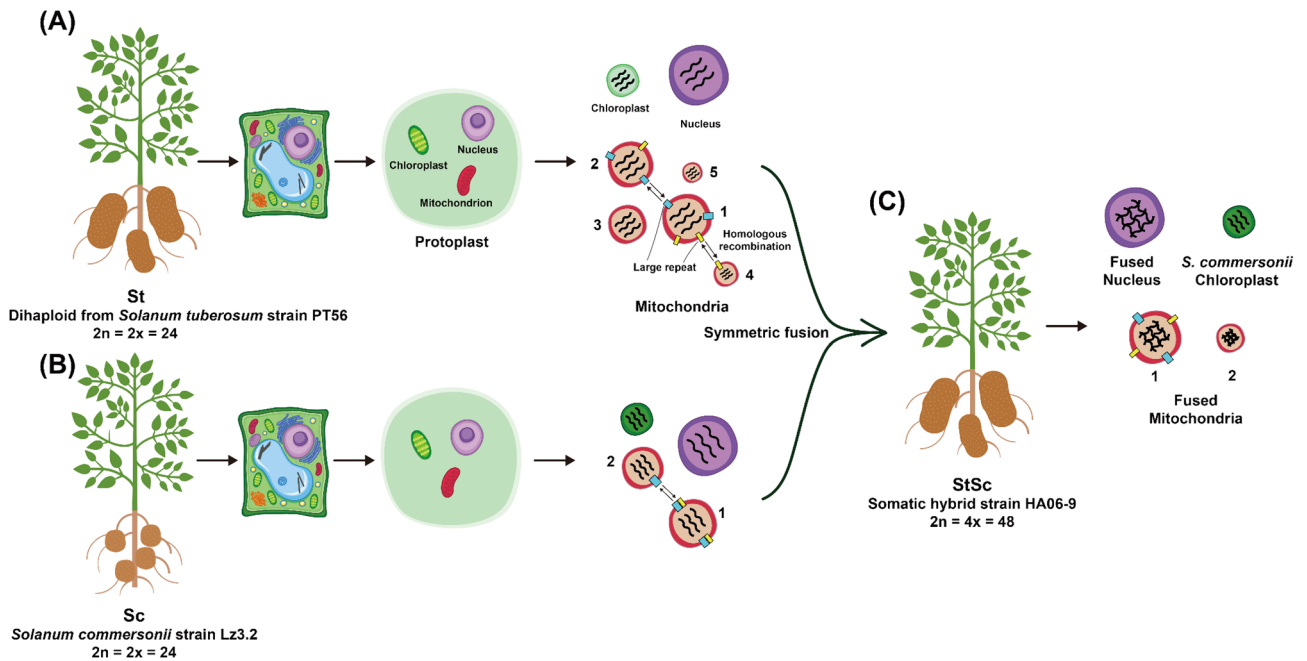 (A)
Chloroplast
Nucleus
Chloroplast
Nucleus
Mitochondrion
Protoplast
2
5
1
3
Homologous
recombination
Large repeat
4
Mitochondria
St
Dihaploid from Solanum tuberosum strain PT56
2n = 2x = 24
Symmetric fusion
(B)
2
1
Sc
Solanum commersonii strain Lz3.2
2n = 2x = 24
(C)
Fused
Nucleus
S. commersonii
Chloroplast
1
2
Fused
Mitochondria
StSc
Somatic hybrid strain HA06-9
2n = 4x = 48